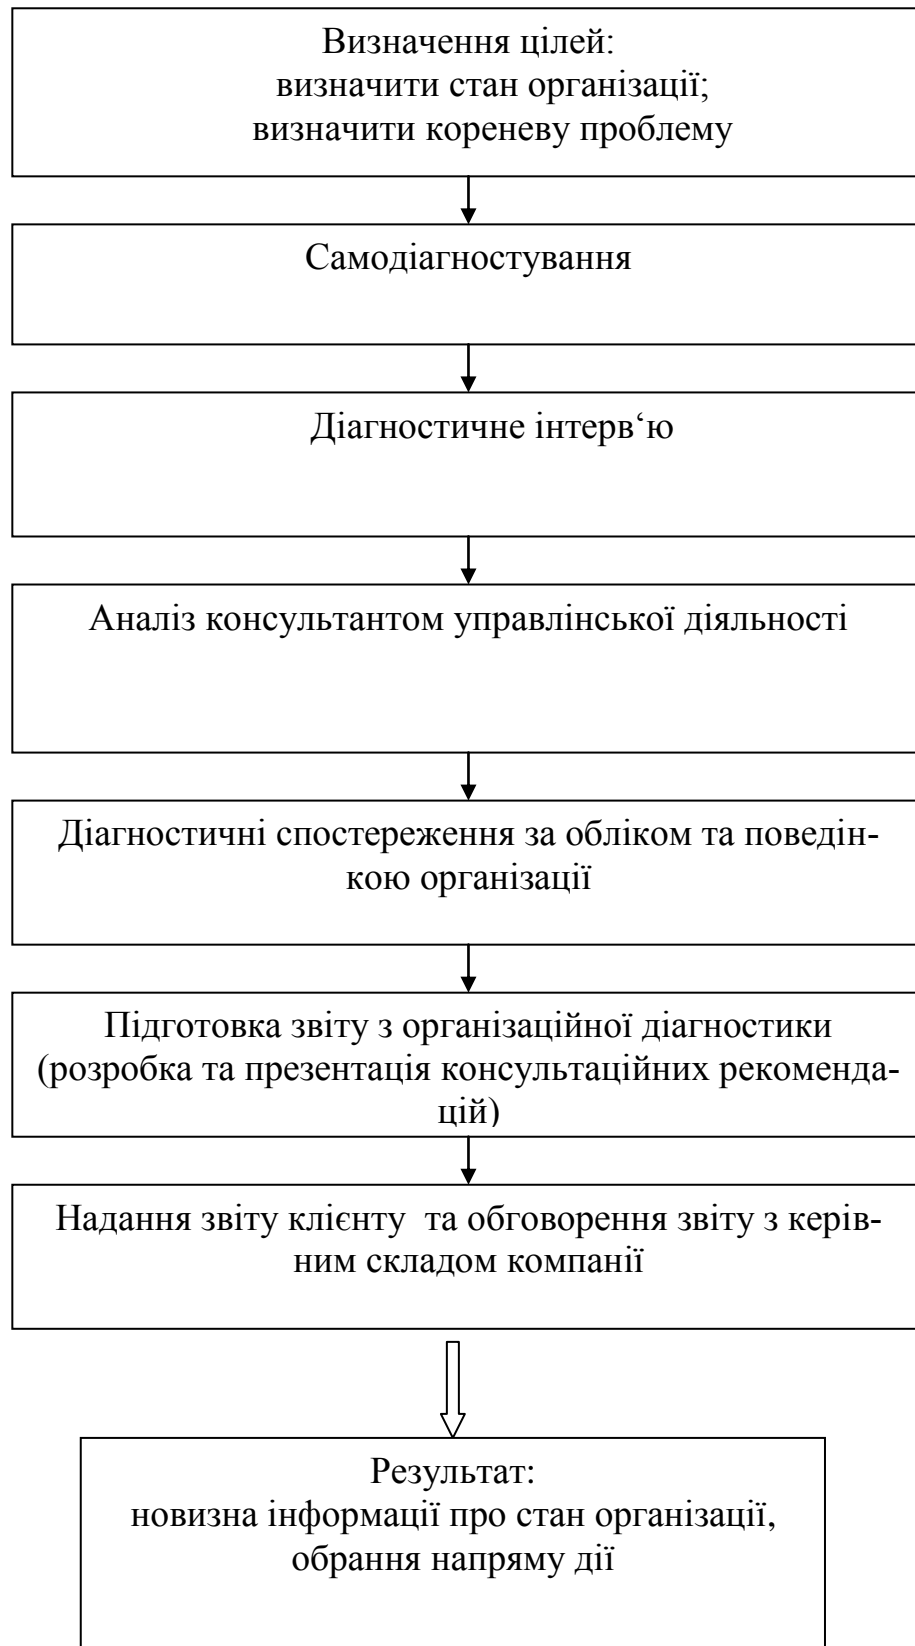 Визначення цілей:
визначити стан організації;
визначити кореневу проблему
Самодіагностування
Діагностичне інтерв‘ю
Аналіз консультантом управлінської діяльності
Діагностичні спостереження за обліком та поведін-
кою організації
Підготовка звіту з організаційної діагностики
(розробка та презентація консультаційних рекоменда-
цій)
Надання звіту клієнту  та обговорення звіту з керів-
ним складом компанії
Результат:
новизна інформації про стан організації,
обрання напряму дії